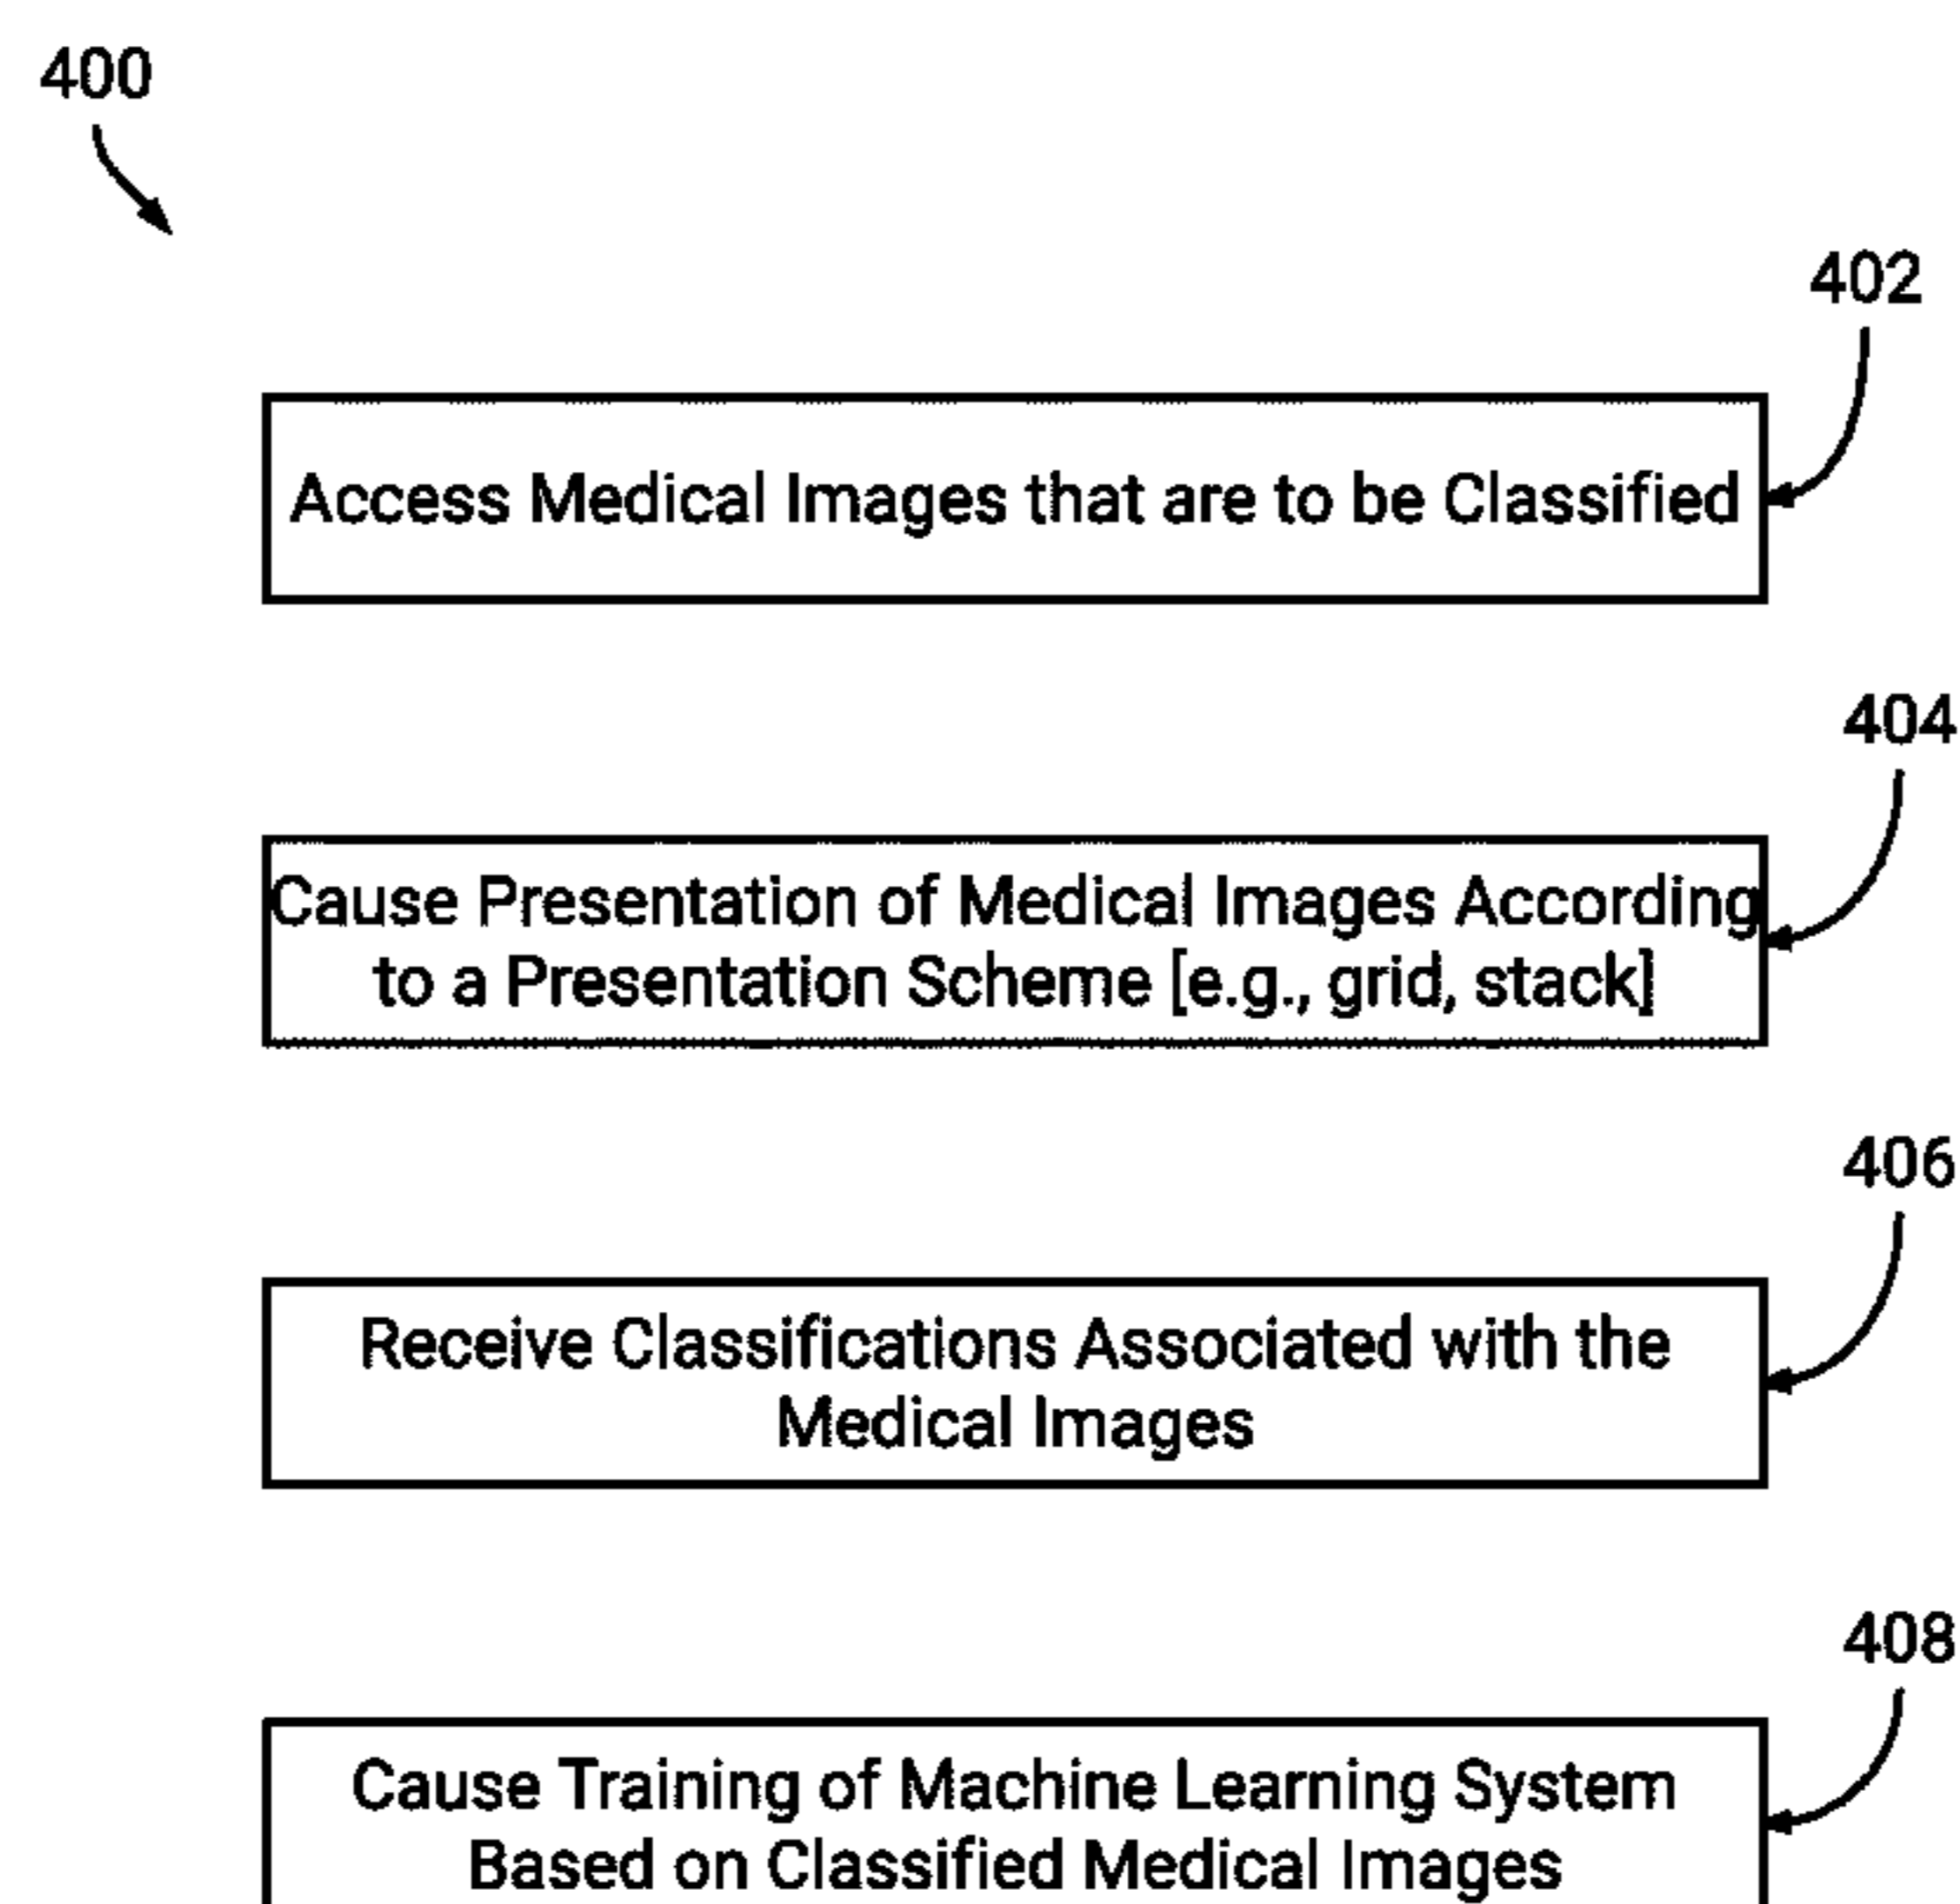 400
402
Access Medical Images that are to be Classified
404
Cause Presentation of Medical Images According
to a Presentation Scheme [e.g., grid, stack]
406
Receive Classifications Associated with the
Medical Images
408
Cause Training of Machine Learning System
Based on Classified Medical Images